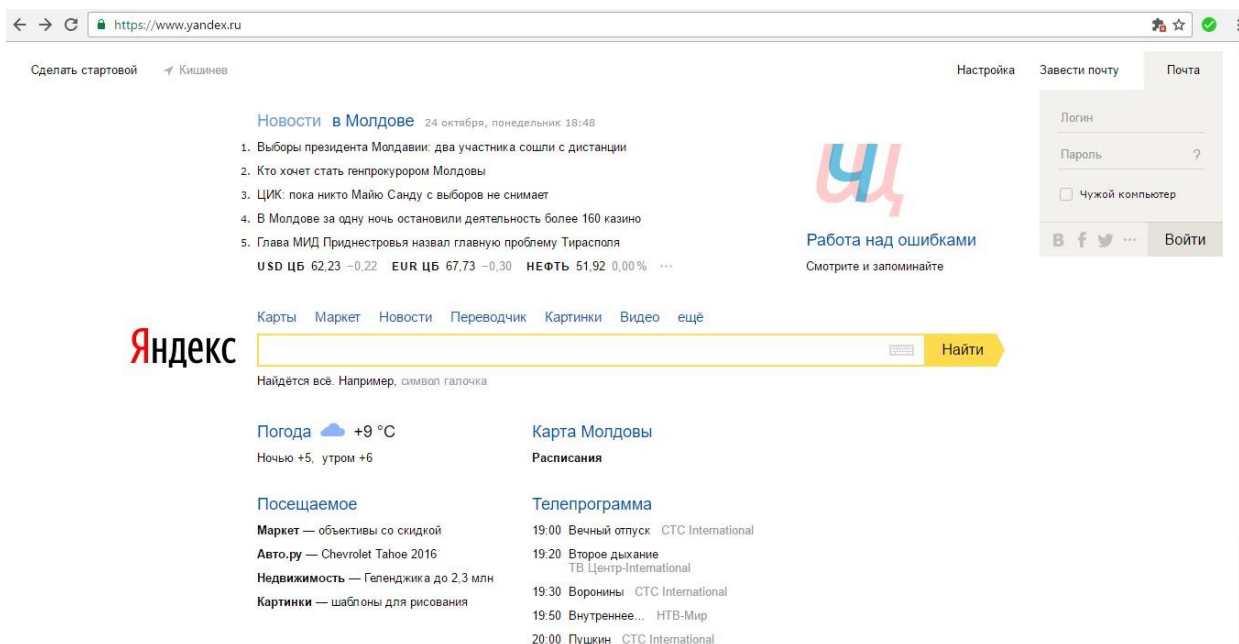 https://www.yandex.ru
Сделать стартовой Кишинев Настройка Завести почту Почта
Новости в Молдове 24 октября, понедельник 18:48
1. Выборы президента Молдавии: два участника сошли с дистанции
2. Кто хочет стать генпрокурором Молдовы
3. ЦИК: пока никто Майю Санду с выборов не снимает
4. В Молдове за одну ночь остановили деятельность более 160 казино
5. Глава МИД Приднестровья назвал главную проблему Тирасполя
USD ЦБ 62,23 −0,22 EUR ЦБ 67,73 −0,30 НЕФТЬ 51,92 0,00% ···
Работа над ошибками
Смотрите и запоминайте
Логин
Пароль ?
Чужой компьютер
В f ··· Войти
Карты Маркет Новости Переводчик Картинки Видео ещё
Яндекс Найти
Найдётся всё. Например, символ галочка
Погода +9 °C
Ночью +5, утром +6
Карта Молдовы
Расписания
Посещаемое
Маркет — объективы со скидкой
Авто.ру — Chevrolet Tahoe 2016
Недвижимость — Геленджика до 2,3 млн
Картинки — шаблоны для рисования
Телепрограмма
19:00 Вечный отпуск СТС International
19:20 Второе дыхание
ТВ Центр-International
19:30 Воронины СТС International
19:50 Внутреннее... НТВ-Мир
20:00 Пушкин СТС International